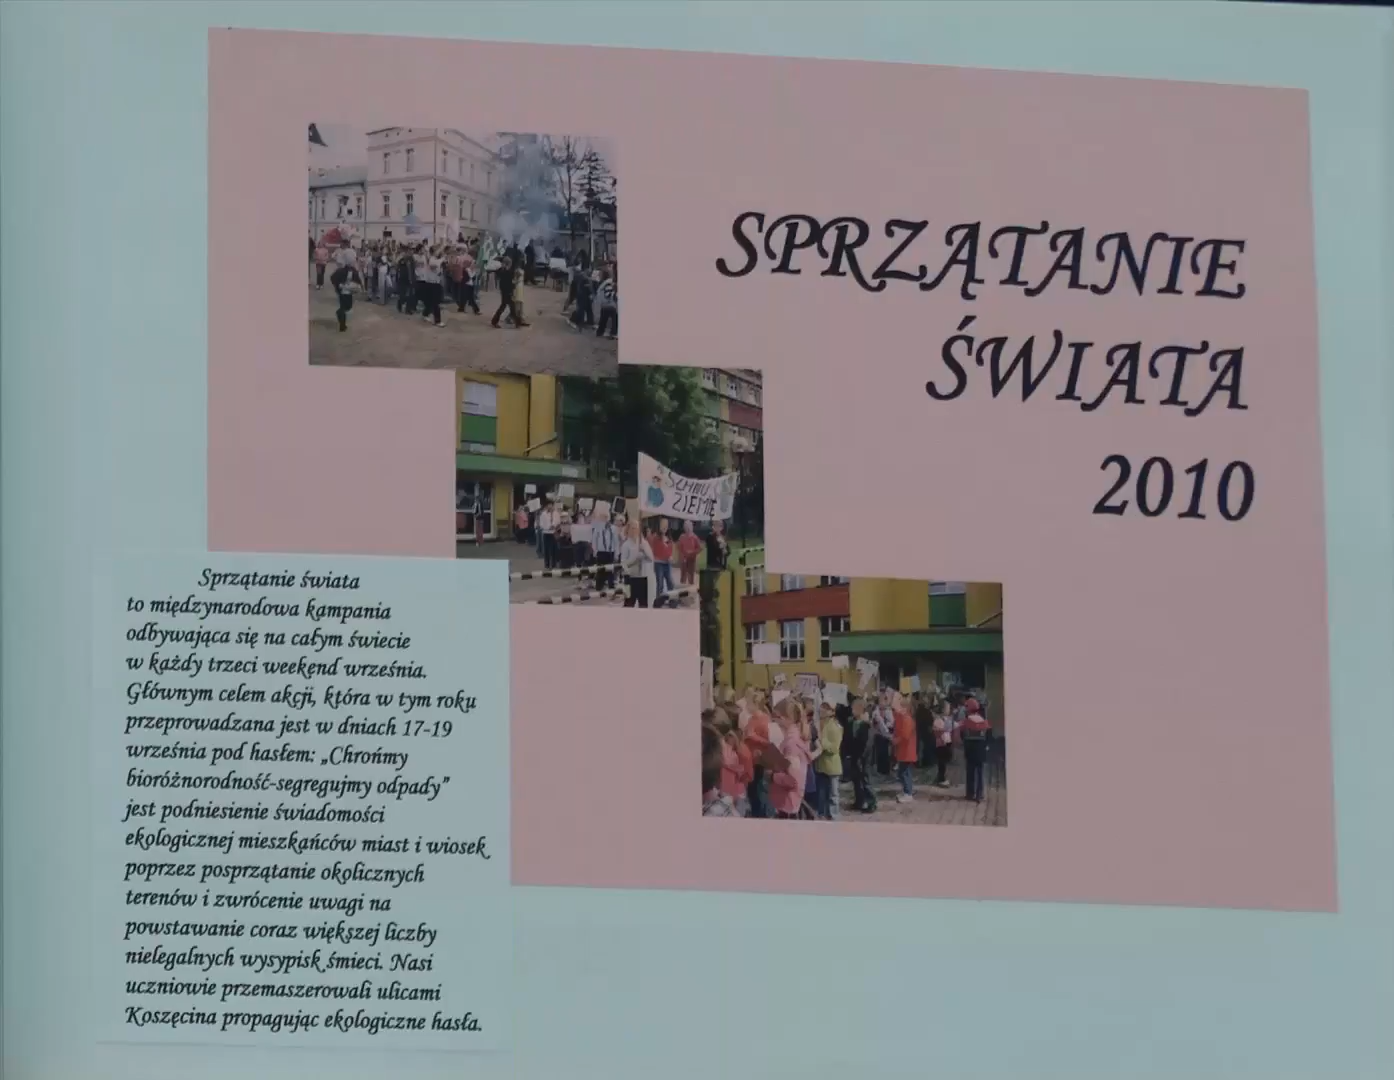 SPRZĄTANIE
ŚWIATA
2010
ZIEMIĘ
Sprzątanie świata
to międzynarodowa kampania
odbywająca się na całym świecie
w każdy trzeci weekend września.
Głównym celem akcji, która w tym roku
przeprowadzana jest w dniach 17-19
września pod hasłem: „Chrońmy
bioróżnorodność-segregujmy odpady”
jest podniesienie świadomości
ekologicznej mieszkańców miast i wiosek
poprzez posprzątanie okolicznych
terenów i zwrócenie uwagi na
powstawanie coraz większej liczby
nielegalnych wysypisk śmieci. Nasi
uczniowie przemaszerowali ulicami
Koszęcina propagując ekologiczne hasła.